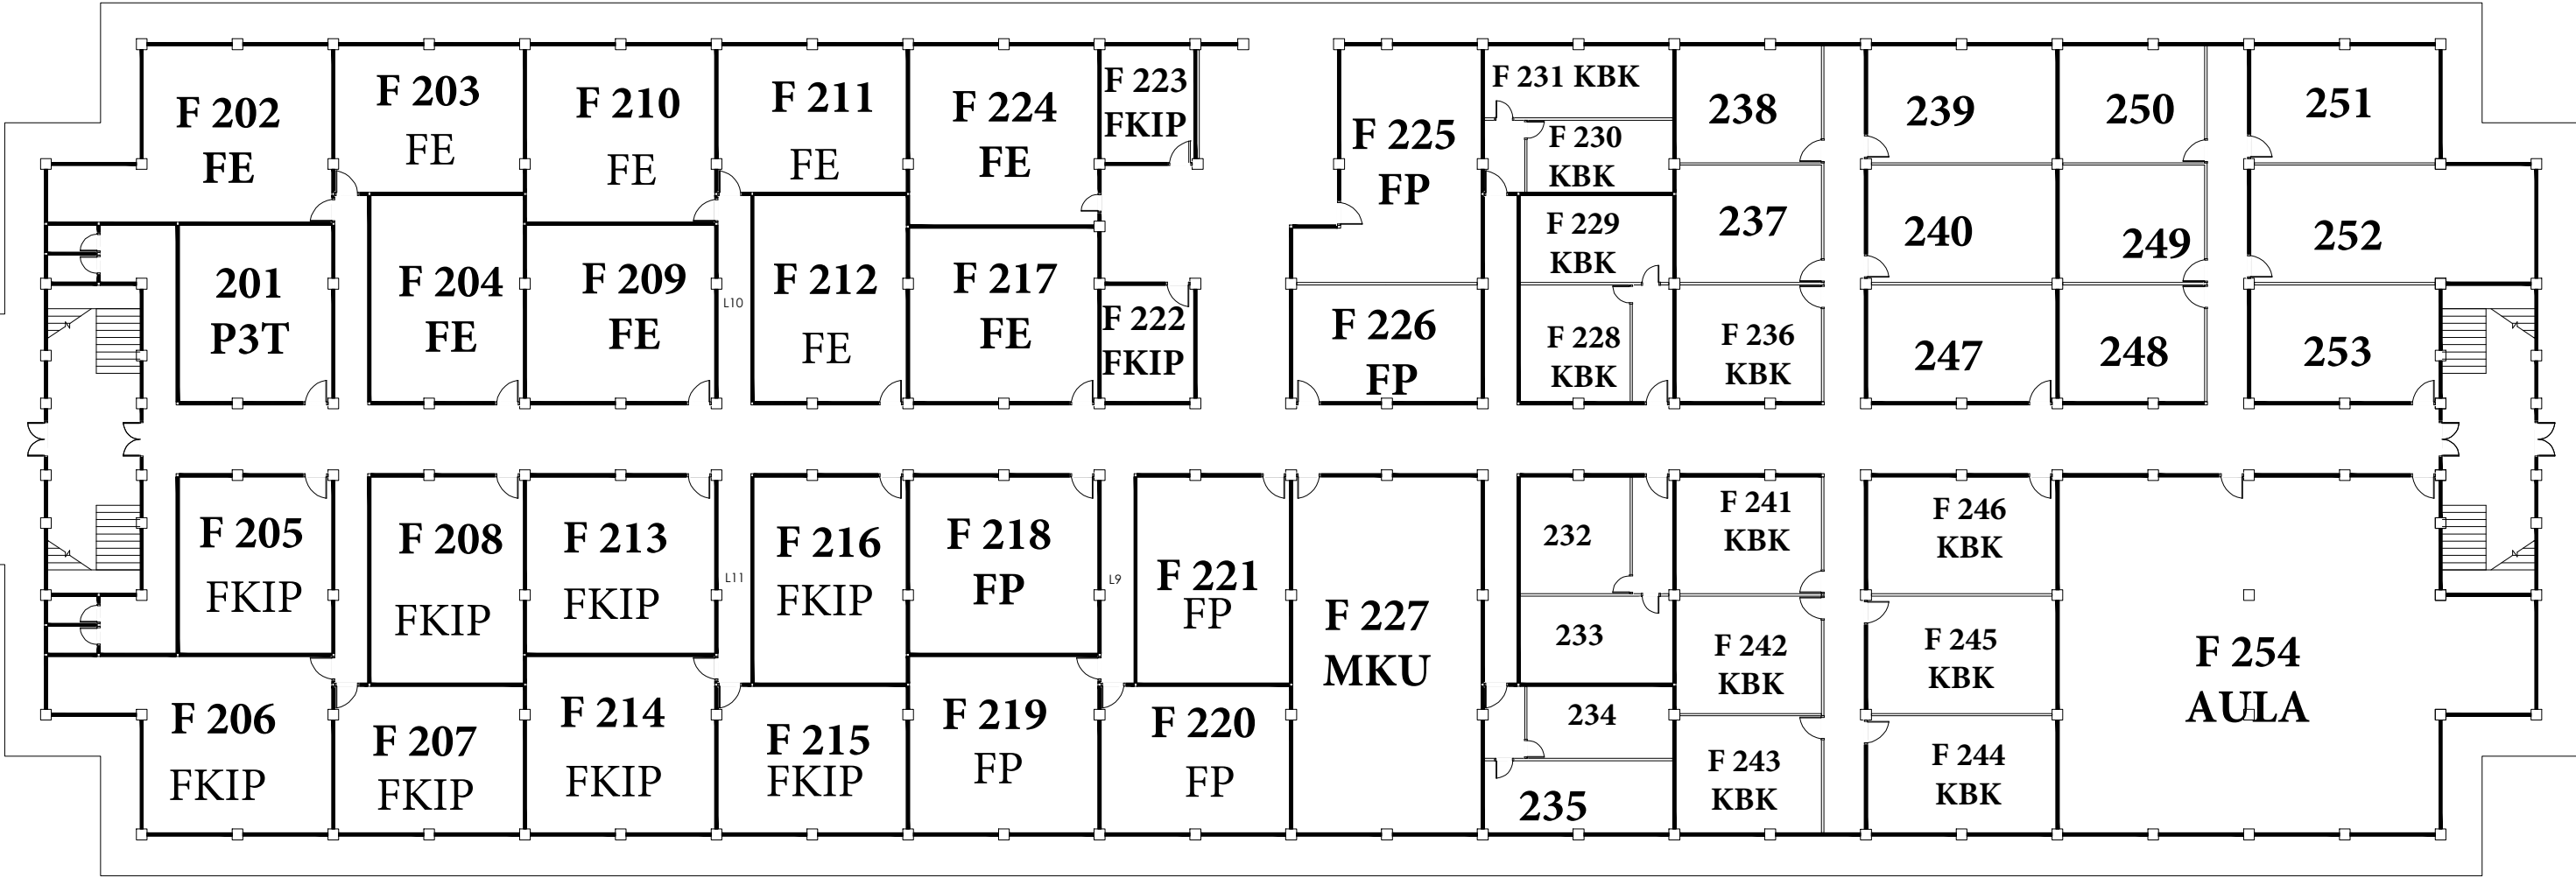 F 202
FE
F 203
FE
F 210
FE
F 211
FE
F 224
FE
F 223
FKIP
F 225
FP
F 231 KBK
F 230
KBK
238
239
250
251
201
P3T
F 204
FE
F 209
FE
L10
F 212
FE
F 217
FE
F 222
FKIP
F 226
FP
F 229
KBK
F 228
KBK
237
F 236
KBK
240
247
249
248
252
253
F 205
FKIP
F 208
FKIP
F 213
FKIP
L11
F 216
FKIP
F 218
FP
L9
F 221
FP
F 227
MKU
232
233
F 241
KBK
F 242
KBK
F 246
KBK
F 245
KBK
F 254
AULA
F 206
FKIP
F 207
FKIP
F 214
FKIP
F 215
FKIP
F 219
FP
F 220
FP
234
235
F 243
KBK
F 244
KBK